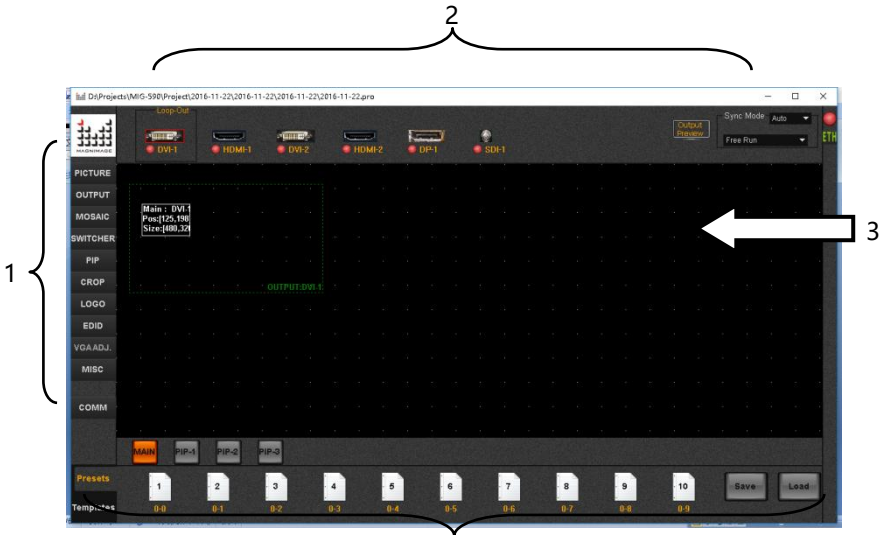 2
D:\Projects\MIG-590\Project\2016-11-22\2016-11-22\2016-11-22\2016-11-22.pro
Loop Out
MAGNIMAGE
DVI-1
HDMI-1
DVI-2
HDMI-2
DP-1
SDI-1
Output
Preview
Sync Mode
Auto
Free Run
ETH
1
PICTURE
OUTPUT
MOSAIC
SWITCHER
PIP
CROP
LOGO
EDID
VGA ADJ.
MISC
COMM
Main : DVI-1
Pos:[125,198
Size:[480,320
OUTPUT:DVI-1
3
MAIN PIP-1 PIP-2 PIP-3
Presets
Templates
1 2 3 4 5 6 7 8 9 10
0-0 0-1 0-2 0-3 0-4 0-5 0-6 0-7 0-8 0-9
Save Load